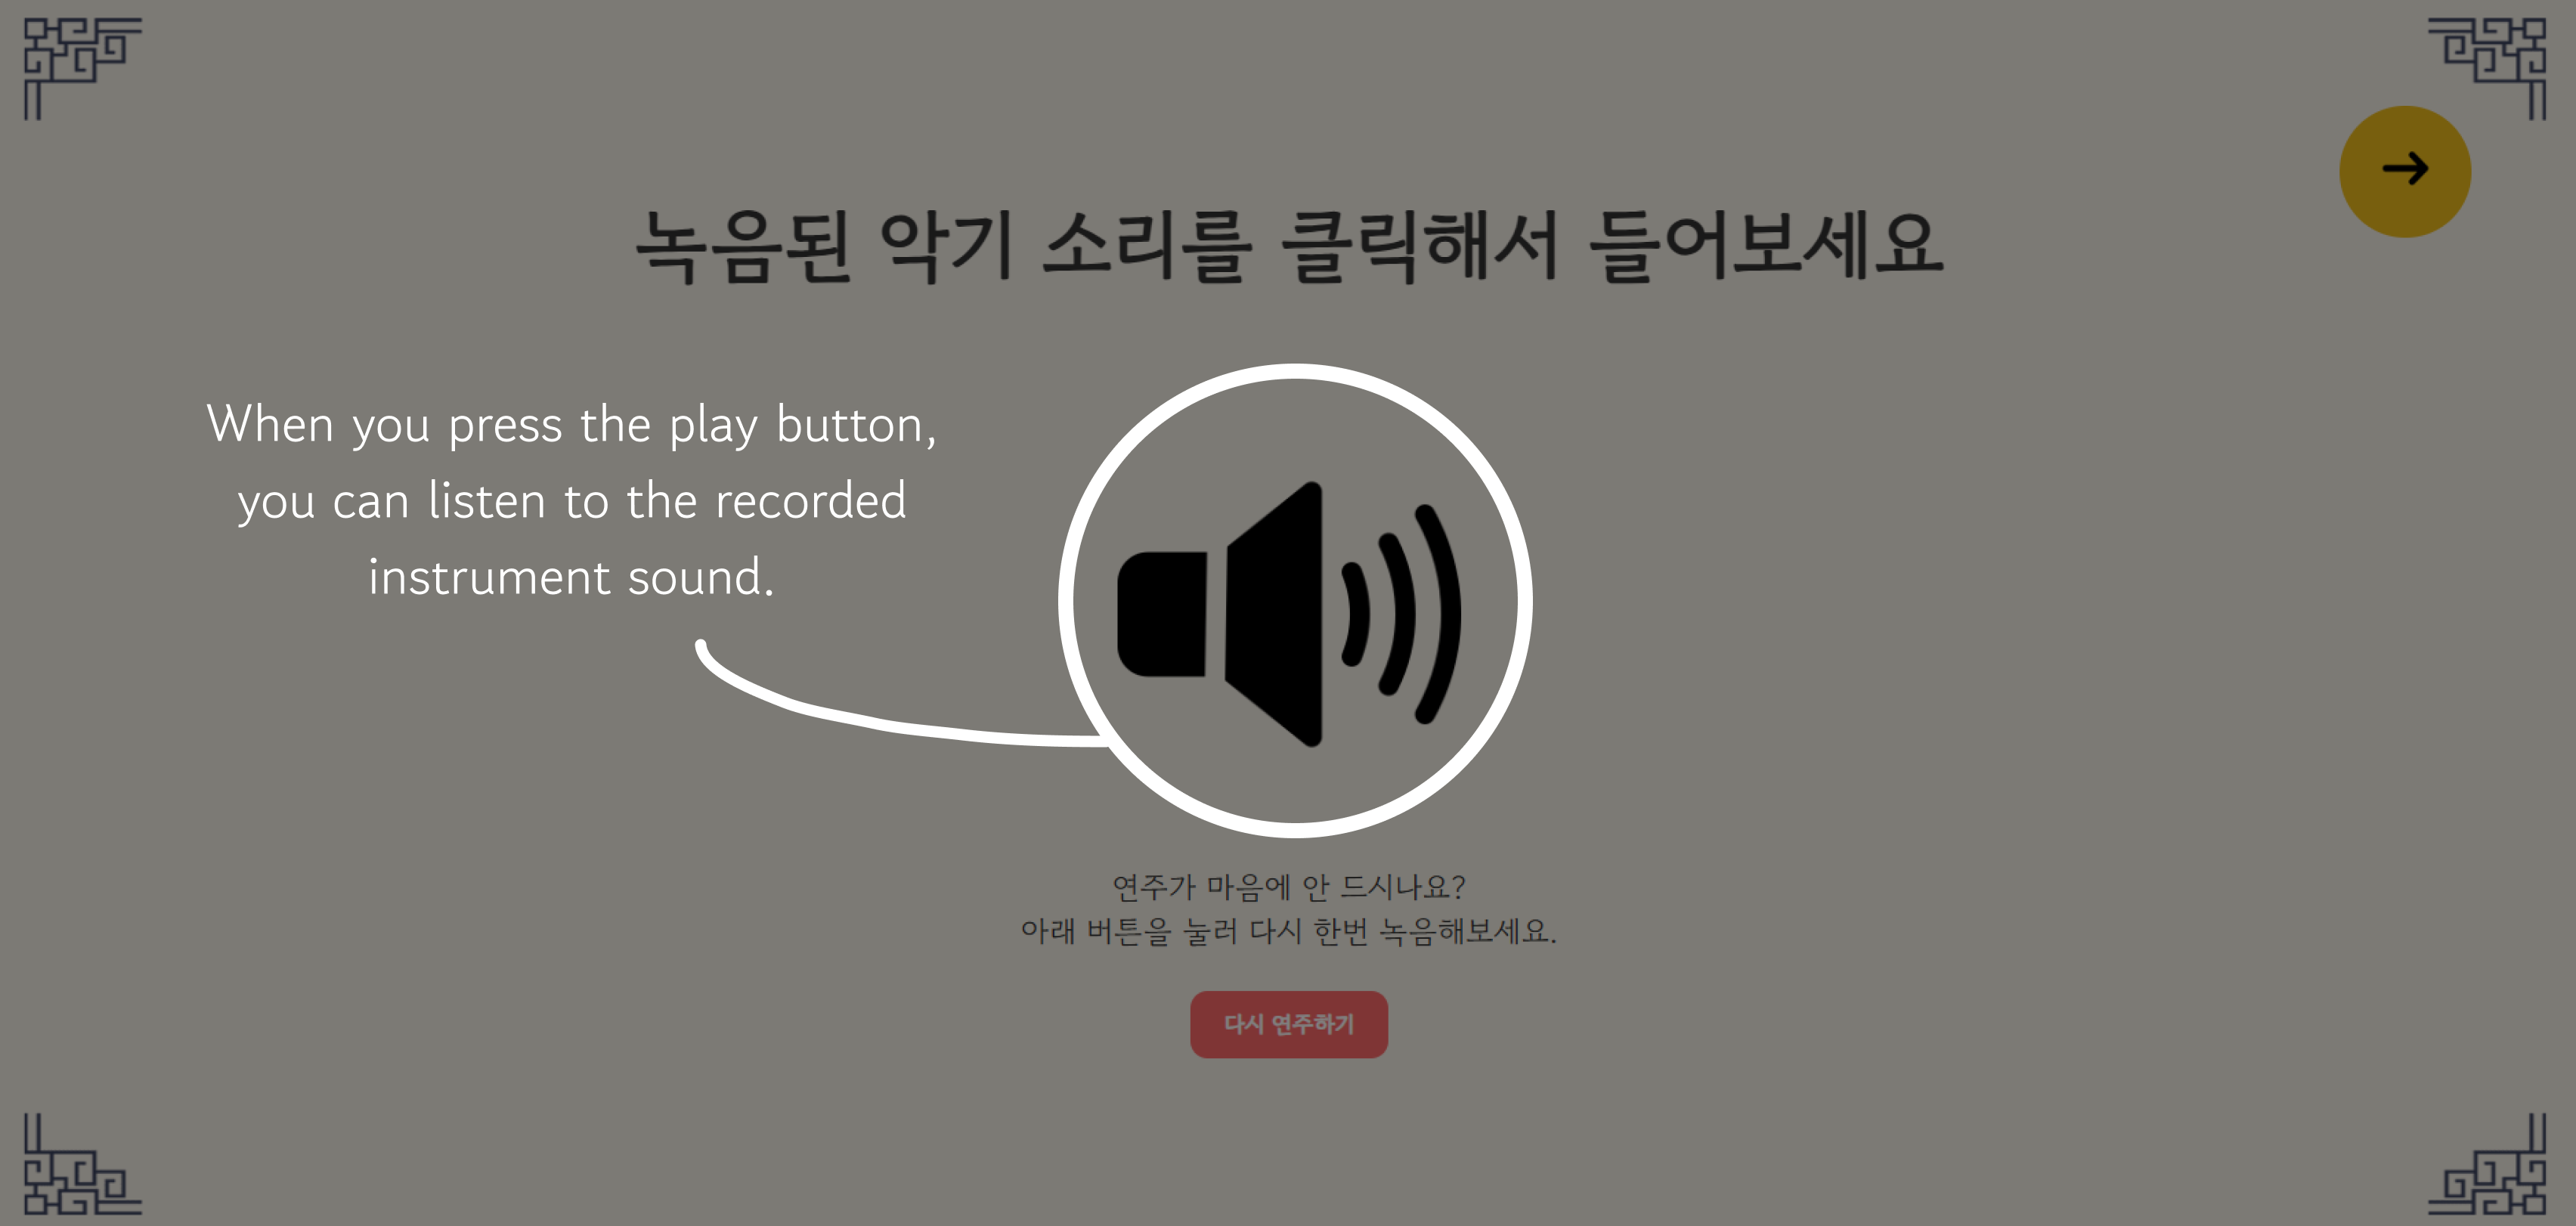 녹음된 악기 소리를 클릭해서 들어보세요
When you press the play button,
you can listen to the recorded
instrument sound.
연주가 마음에 안 드시나요?
아래 버튼을 눌러 다시 한번 녹음해보세요.
다시 연주하기